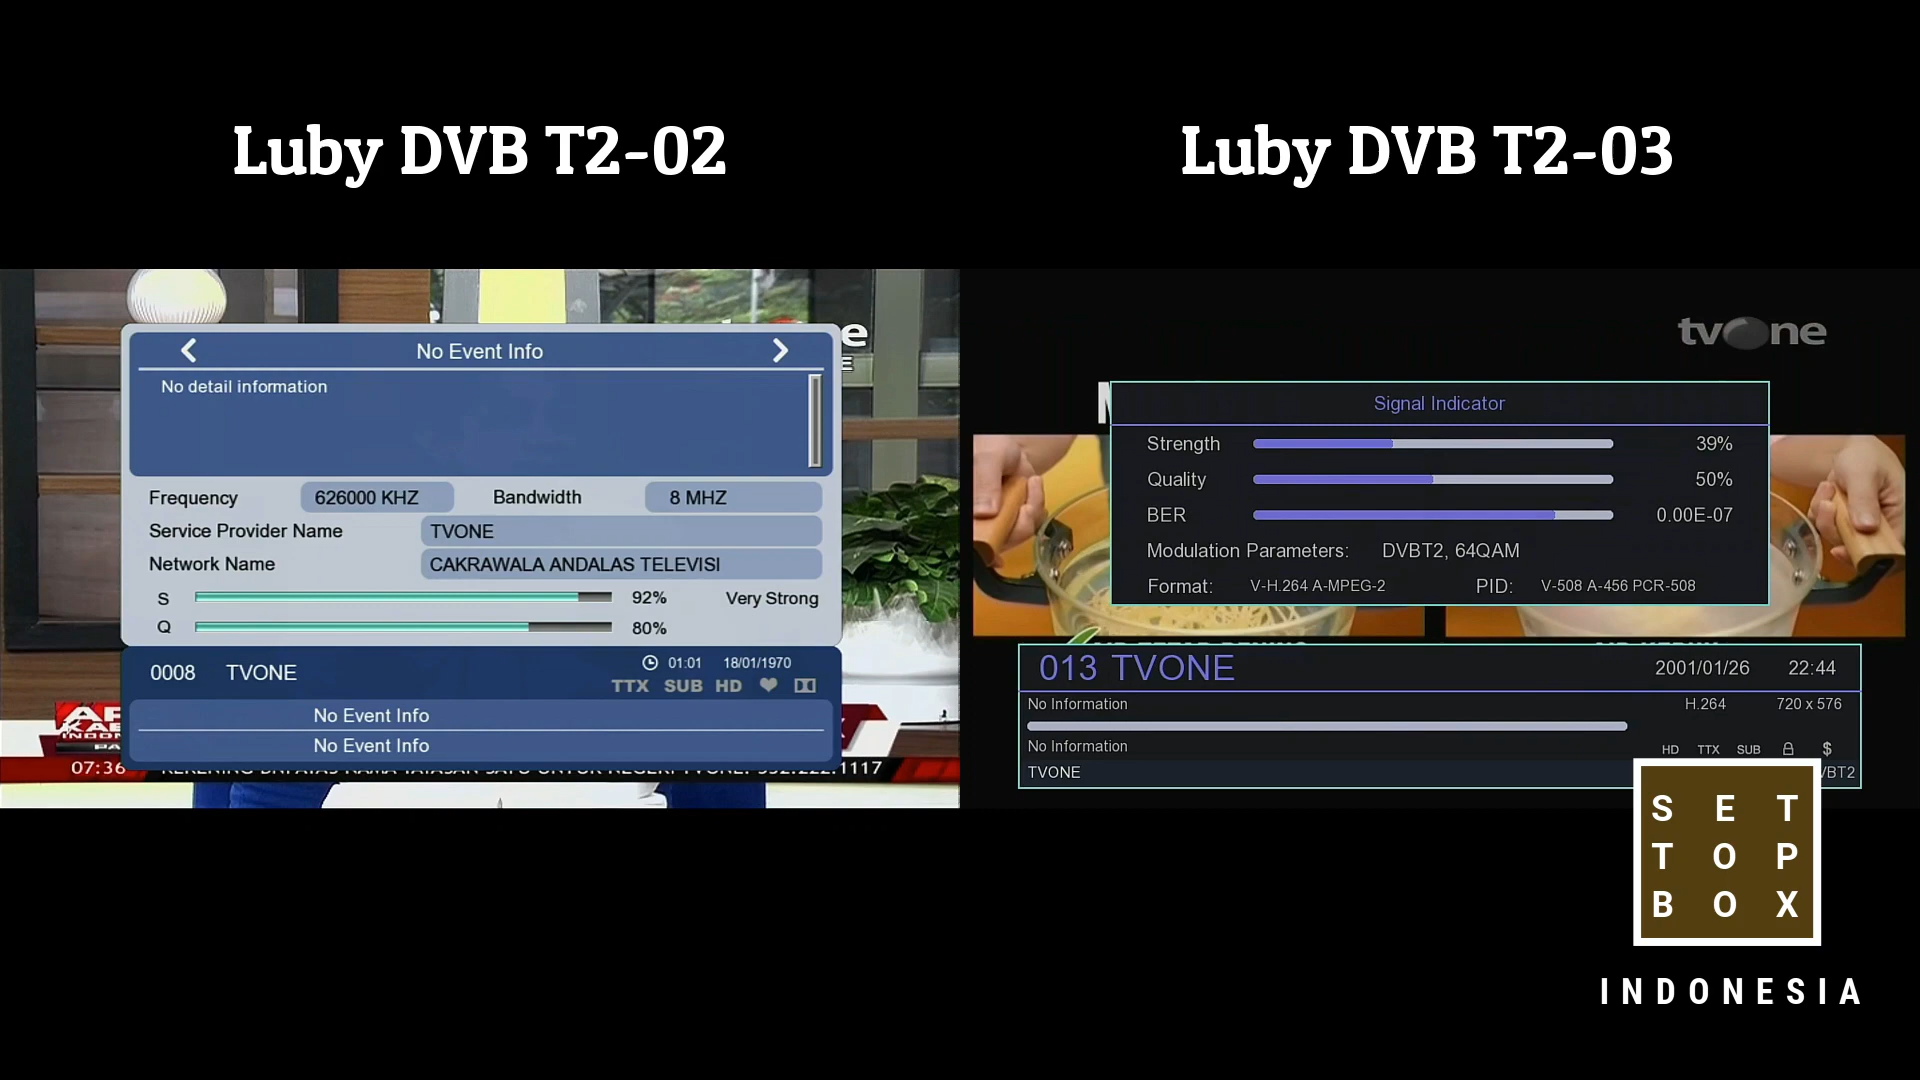 Luby DVB T2-02
Luby DVB T2-03
No Event Info
No detail information
Frequency 626000 KHZ Bandwidth 8 MHZ
Service Provider Name TVONE
Network Name CAKRAWALA ANDALAS TELEVISI
S 92% Very Strong
Q 80%
0008 TVONE 01:01 18/01/1970
TTX SUB HD
No Event Info
No Event Info
07:36
1117
tvOne
Signal Indicator
Strength 39%
Quality 50%
BER 0.00E-07
Modulation Parameters: DVBT2, 64QAM
Format: V-H.264 A-MPEG-2 PID: V-508 A-456 PCR-508
013 TVONE 2001/01/26 22:44
No Information H.264 720 x 576
No Information HD TTX SUB $
TVONE VBT2
SET
TOP
BOX
INDONESIA